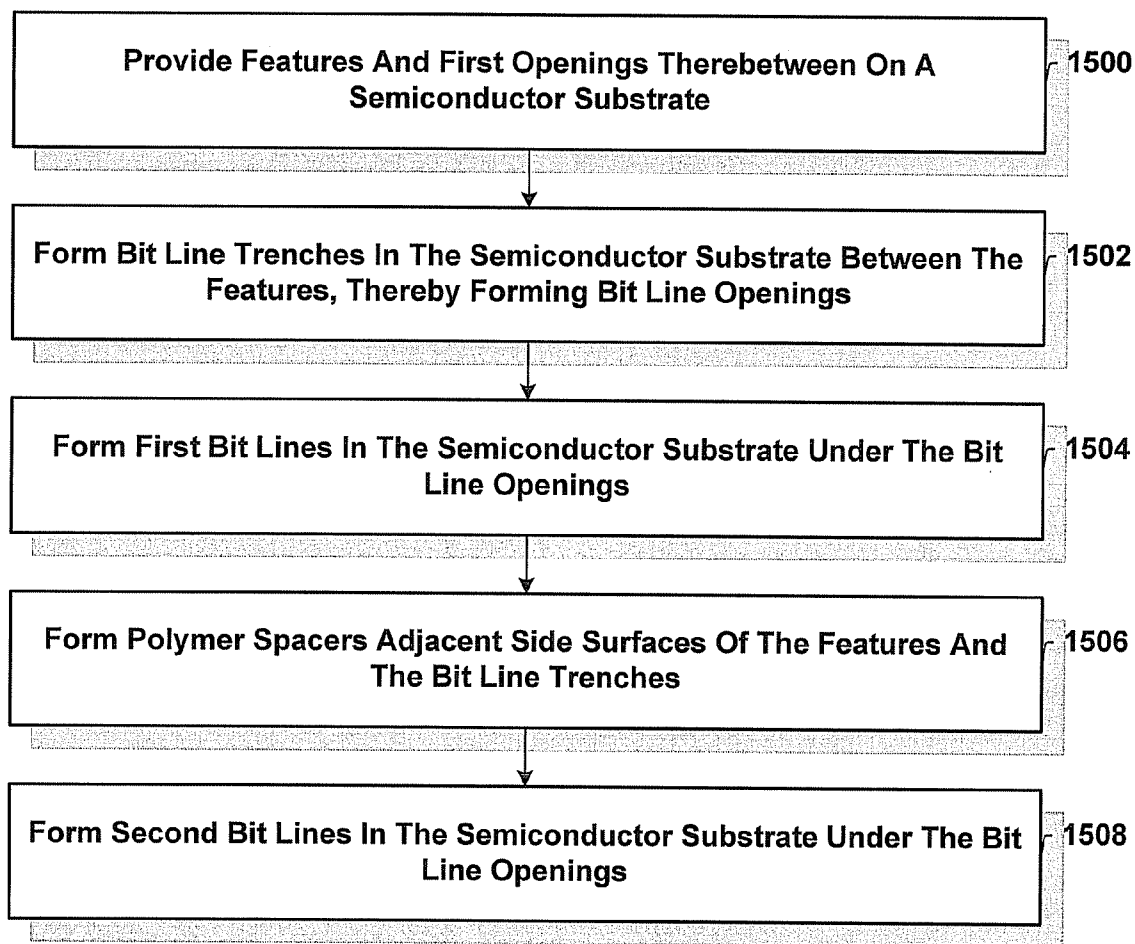 Provide Features And First Openings Therebetween On A
Semiconductor Substrate
1500
Form Bit Line Trenches In The Semiconductor Substrate Between The
Features, Thereby Forming Bit Line Openings
1502
Form First Bit Lines In The Semiconductor Substrate Under The Bit
Line Openings
1504
Form Polymer Spacers Adjacent Side Surfaces Of The Features And
The Bit Line Trenches
1506
Form Second Bit Lines In The Semiconductor Substrate Under The Bit
Line Openings
1508